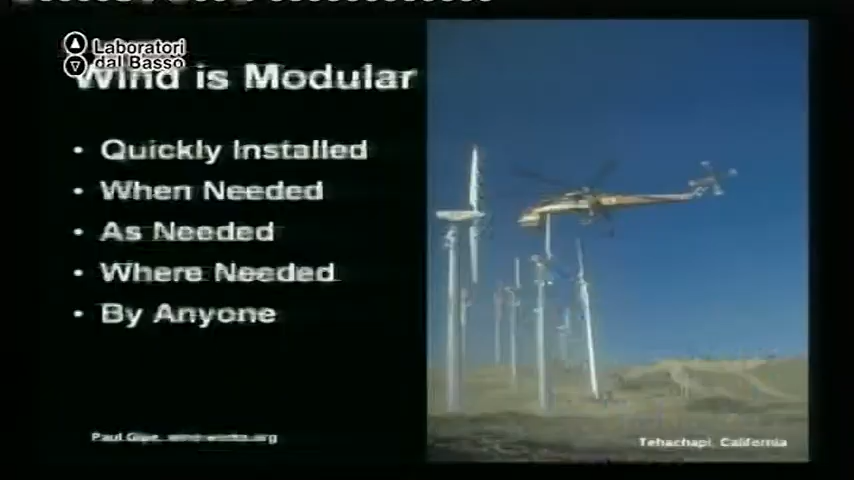 Laboratori
dal Basso
Wind is Modular
• Quickly Installed
• When Needed
• As Needed
• Where Needed
• By Anyone
Paul Gipe, wind-works.org
Tehachapi, California